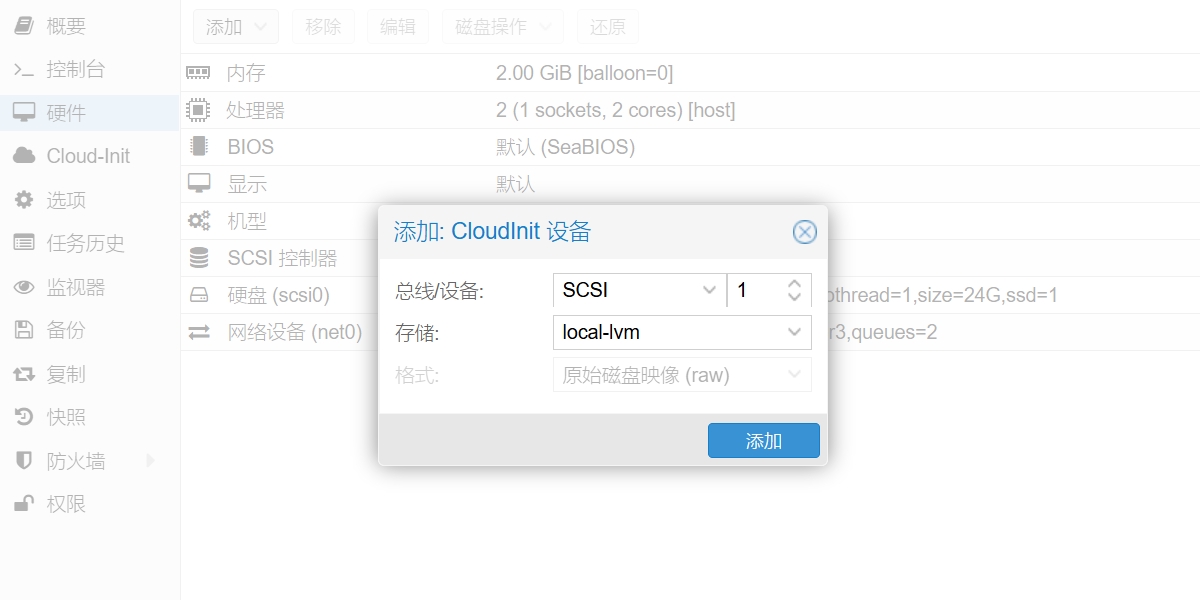 概要
控制台
硬件
Cloud-Init
选项
任务历史
监视器
备份
复制
快照
防火墙
权限
添加 移除 编辑 磁盘操作 还原
内存 2.00 GiB [balloon=0]
处理器 2 (1 sockets, 2 cores) [host]
BIOS 默认 (SeaBIOS)
显示 默认
机型
SCSI 控制器
硬盘 (scsi0) othread=1,size=24G,ssd=1
网络设备 (net0) r3,queues=2
添加: CloudInit 设备
总线/设备: SCSI 1
存储: local-lvm
格式: 原始磁盘映像 (raw)
添加